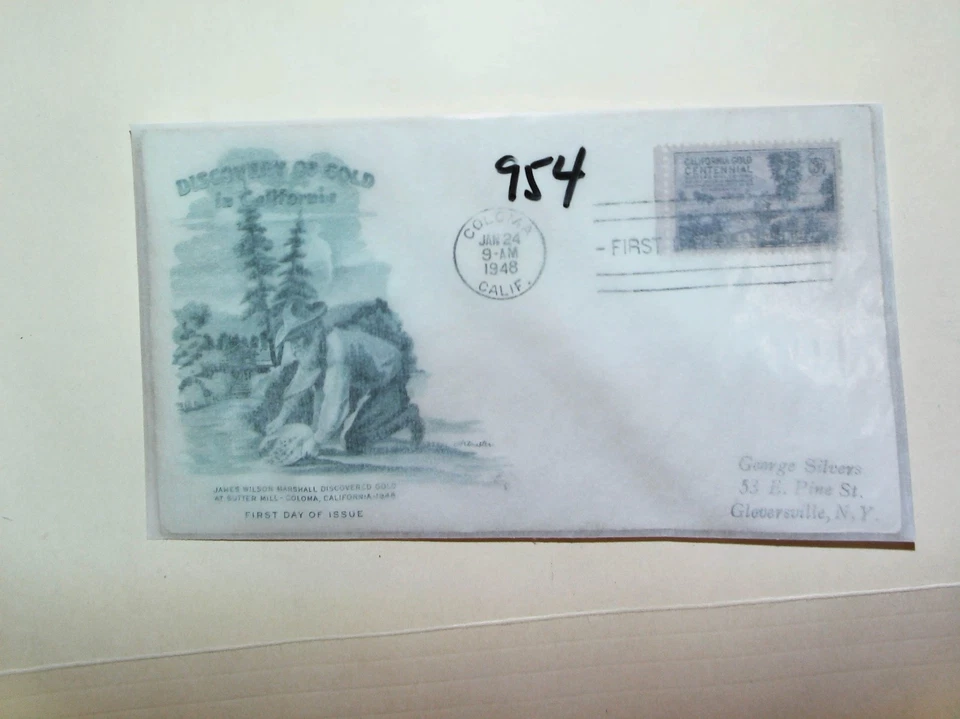 DISCOVERY OF GOLD
in California
954
COLOMA
JAN 24
9-AM
1948
CALIF.
- FIRST
CALIFORNIA GOLD
CENTENNIAL
JAMES WILSON MARSHALL DISCOVERED GOLD
AT SUTTER MILL - COLOMA, CALIFORNIA - 1848
FIRST DAY OF ISSUE
George Silvers
53 E. Pine St.
Gloversville, N. Y.